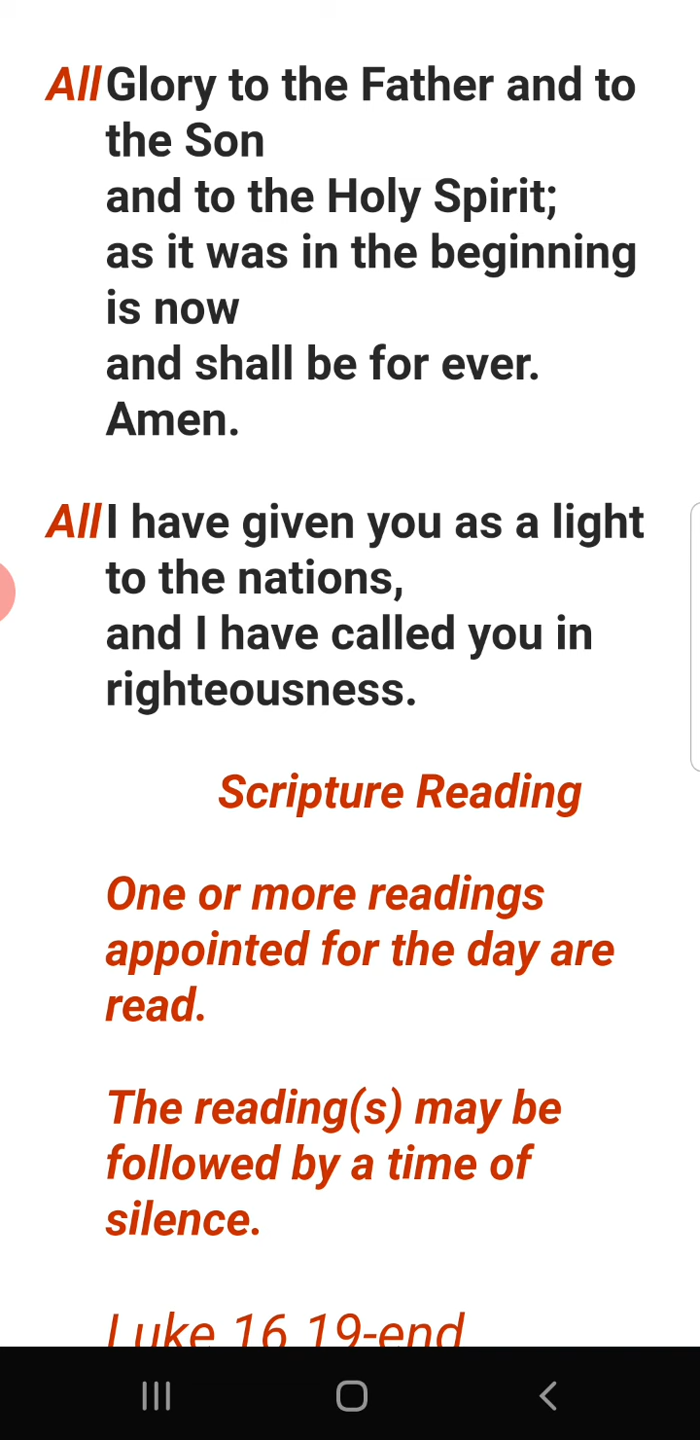 All Glory to the Father and to
the Son
and to the Holy Spirit;
as it was in the beginning
is now
and shall be for ever.
Amen.
All I have given you as a light
to the nations,
and I have called you in
righteousness.
Scripture Reading
One or more readings
appointed for the day are
read.
The reading(s) may be
followed by a time of
silence.
Luke 16.19-end